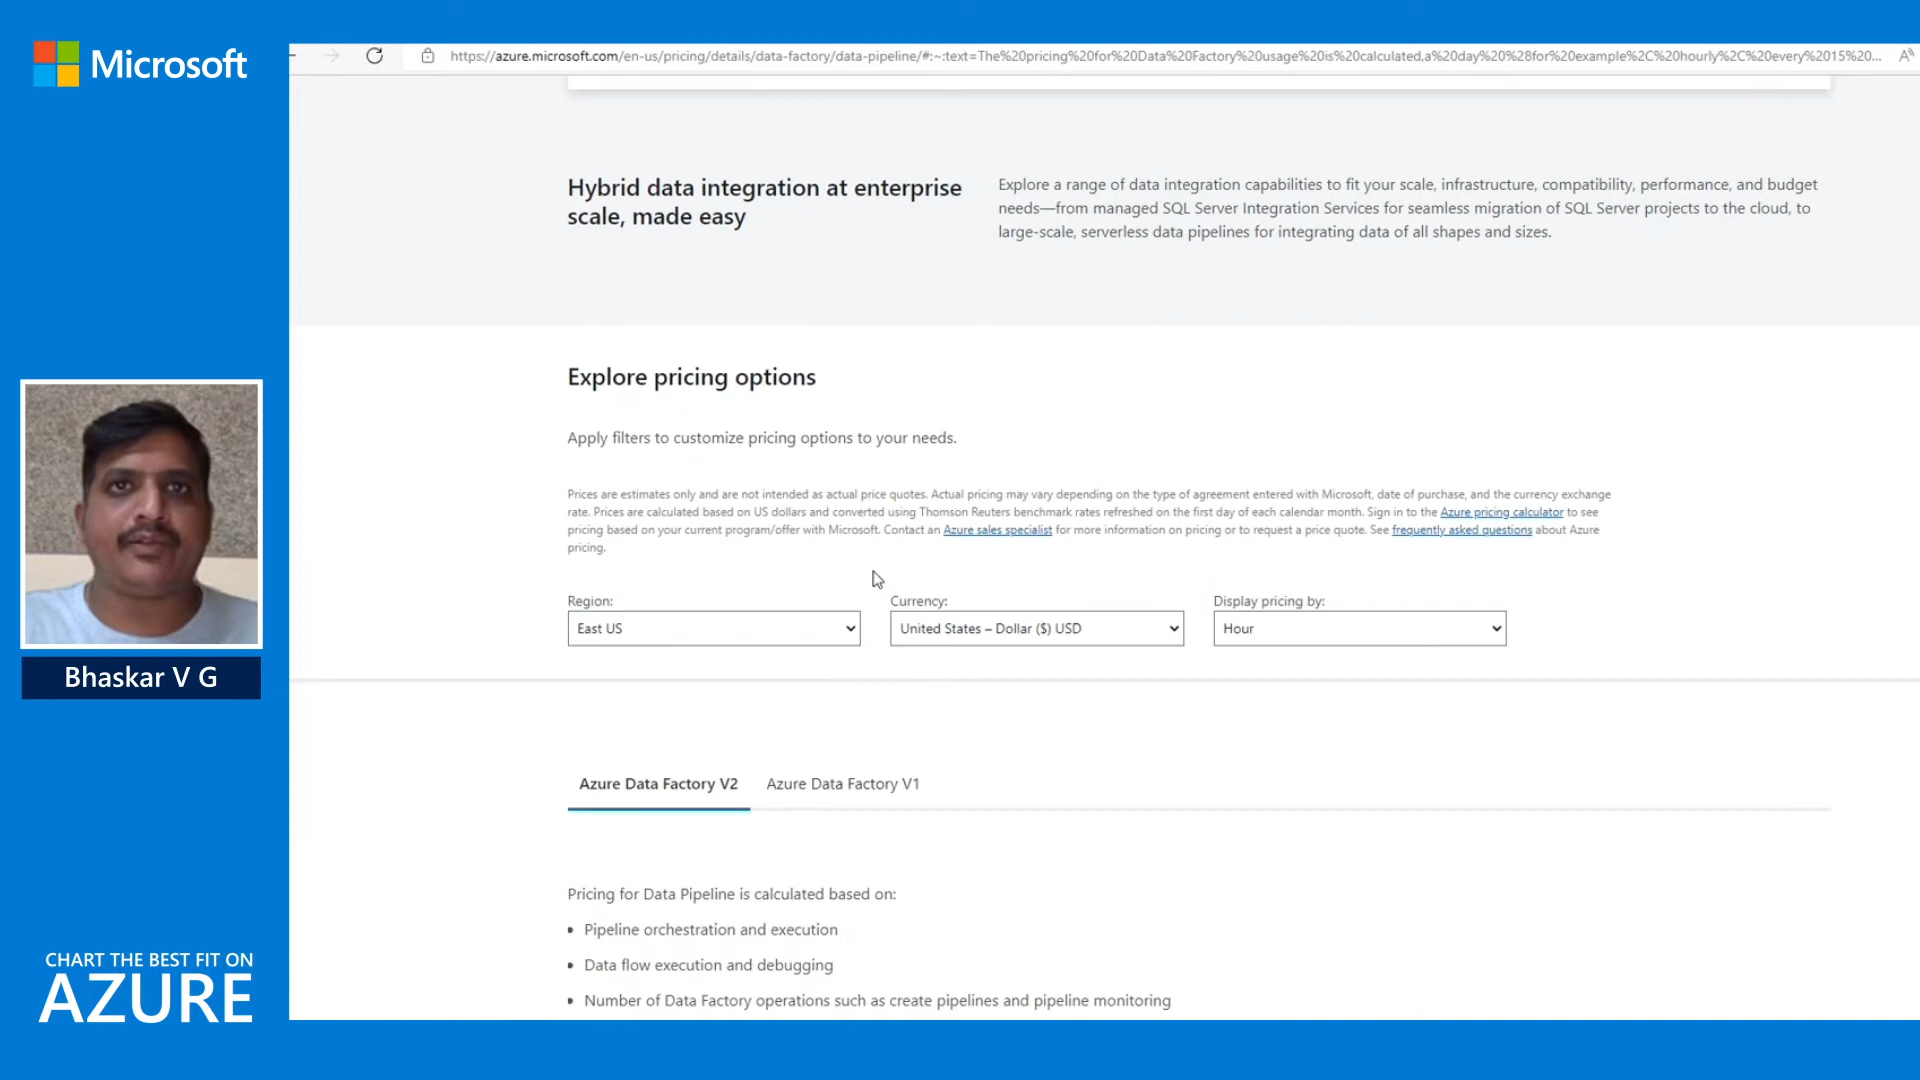 Microsoft
https://azure.microsoft.com/en-us/pricing/details/data-factory/data-pipeline/#:~:text=The%20pricing%20for%20Data%20Factory%20usage%20is%20calculated,a%20day%20%28for%20example%2C%20hourly%2C%20every%2015%20...
Hybrid data integration at enterprise
scale, made easy
Explore a range of data integration capabilities to fit your scale, infrastructure, compatibility, performance, and budget
needs—from managed SQL Server Integration Services for seamless migration of SQL Server projects to the cloud, to
large-scale, serverless data pipelines for integrating data of all shapes and sizes.
Explore pricing options
Apply filters to customize pricing options to your needs.
Prices are estimates only and are not intended as actual price quotes. Actual pricing may vary depending on the type of agreement entered with Microsoft, date of purchase, and the currency exchange
rate. Prices are calculated based on US dollars and converted using Thomson Reuters benchmark rates refreshed on the first day of each calendar month. Sign in to the Azure pricing calculator to see
pricing based on your current program/offer with Microsoft. Contact an Azure sales specialist for more information on pricing or to request a price quote. See frequently asked questions about Azure
pricing.
Region: Currency: Display pricing by:
East US United States – Dollar ($) USD Hour
Azure Data Factory V2 Azure Data Factory V1
Pricing for Data Pipeline is calculated based on:
• Pipeline orchestration and execution
• Data flow execution and debugging
• Number of Data Factory operations such as create pipelines and pipeline monitoring
Bhaskar V G
CHART THE BEST FIT ON
AZURE